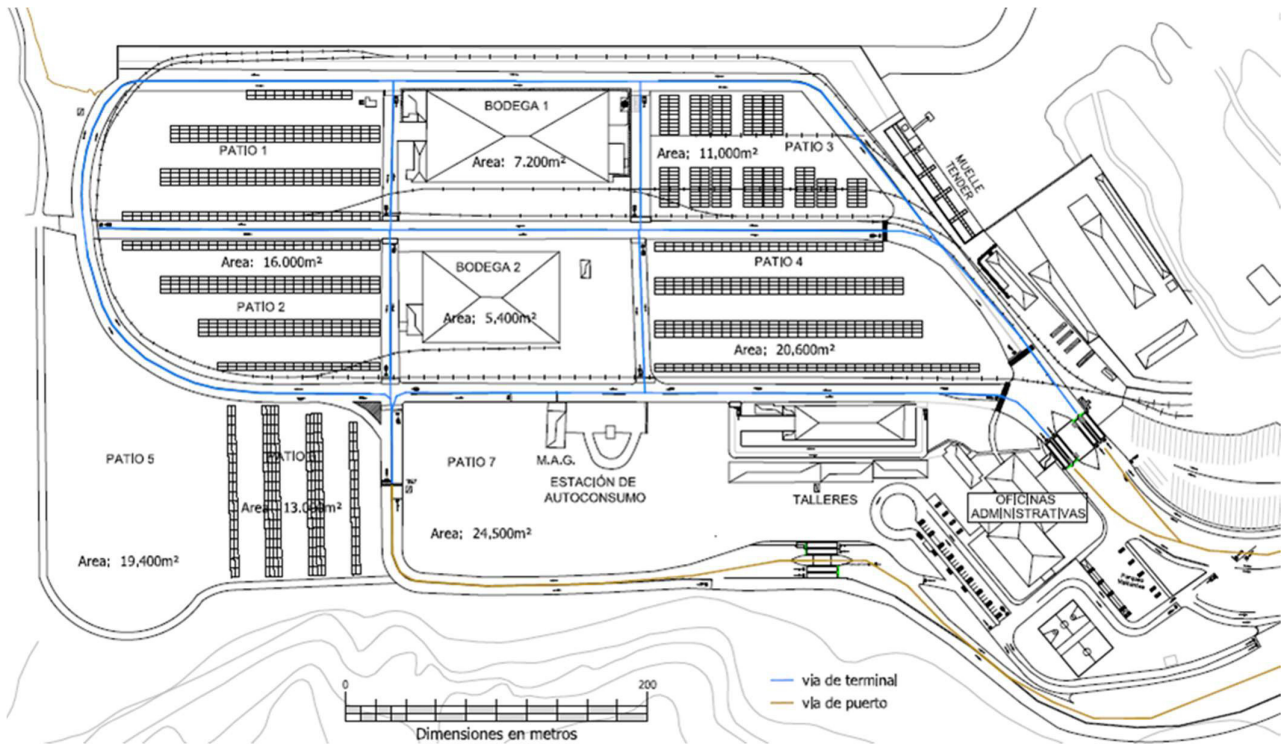 BODEGA 1
PATIO 1
Area; 7.200m²
Area; 11,000m²
PATIO 3
MUELLE
TENDER
Area: 16.000m²
BODEGA 2
PATIO 4
PATÍO 2
Area; 5,400m²
Area; 20,600m²
PATIO 5
PATIO 7
M.A.G.
ESTACIÓN DE
AUTOCONSUMO
TALLERES
OFICINAS
ADMINISTRATIVAS
Area; 19,400m²
Area; 24,500m²
0
200
Dimensiones en metros
vía de terminal
vía de puerto